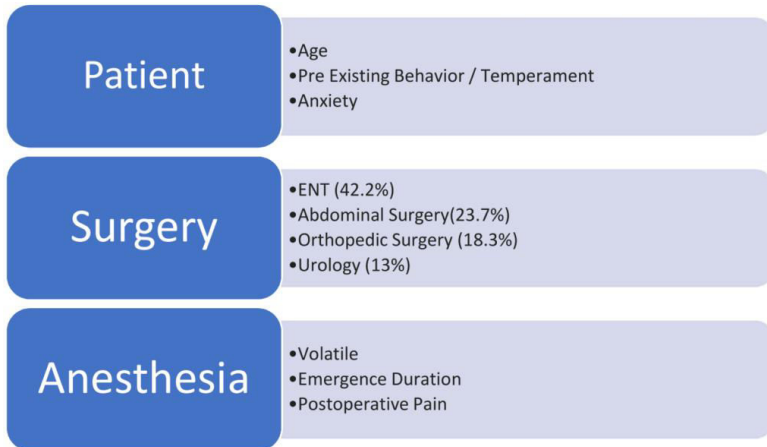 Patient
•Age
•Pre Existing Behavior / Temperament
•Anxiety
Surgery
•ENT (42.2%)
•Abdominal Surgery(23.7%)
•Orthopedic Surgery (18.3%)
•Urology (13%)
Anesthesia
•Volatile
•Emergence Duration
•Postoperative Pain